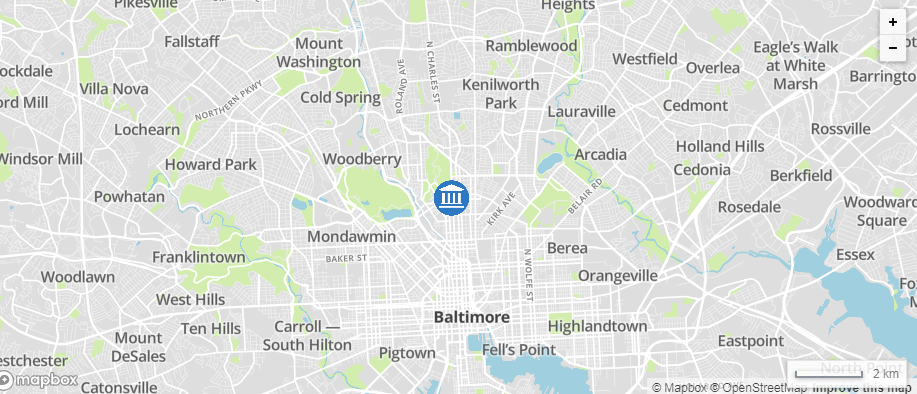 Pikesville
Heights
Fallstaff
Mount
Washington
N CHARLES ST
ROLAND AVE
Ramblewood
Westfield
Eagle's Walk
at White
Marsh
Overlea
Barrington
ockdale
Villa Nova
Kenilworth
Park
ord Mill
NORTHERN PKWY
Cold Spring
Lauraville
Cedmont
Lochearn
Rossville
Holland Hills
Windsor Mill
Howard Park
Woodberry
Arcadia
Cedonia
Berkfield
Powhatan
KIRK AVE
BELAIR RD
Rosedale
Woodward
Square
Mondawmin
Franklintown
BAKER ST
N WOLFE ST
Berea
Essex
Woodlawn
Orangeville
West Hills
Baltimore
Ten Hills
Carroll —
South Hilton
Highlandtown
Mount
DeSales
Pigtown
Fell's Point
Eastpoint
estchester
Catonsville
mapbox
North Point
2 km
© Mapbox © OpenStreetMap Improve this map
+
−